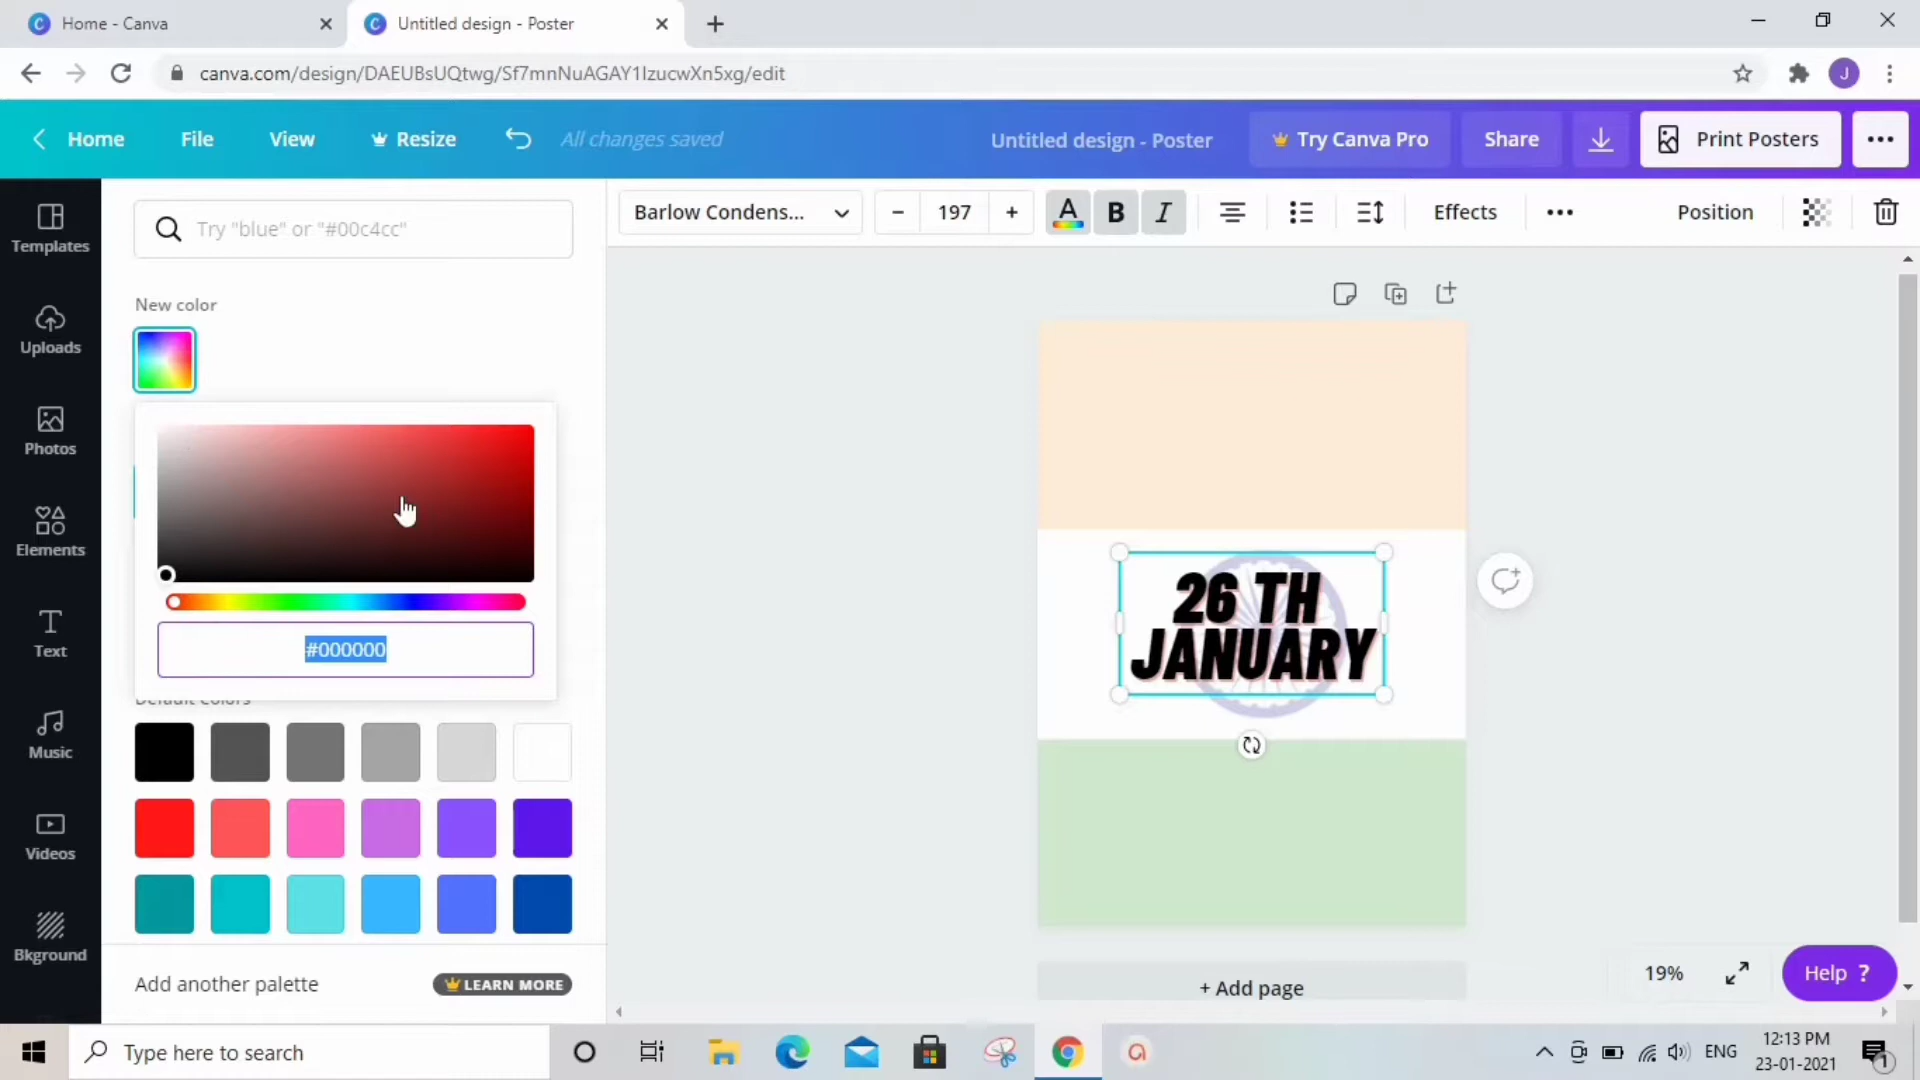 Home - Canva
Untitled design - Poster
canva.com/design/DAEUBsUQtwg/Sf7mnNuAGAY1IzucwXn5xg/edit
J
Home
File
View
Resize
All changes saved
Untitled design - Poster
Try Canva Pro
Share
Print Posters
Templates
Uploads
Photos
Elements
Text
Music
Videos
Bkground
Try "blue" or "#00c4cc"
New color
#000000
Default Colors
Add another palette
LEARN MORE
Barlow Condens...
197
A
B
I
Effects
Position
26 TH
JANUARY
+ Add page
19%
Help ?
Type here to search
ENG
12:13 PM
23-01-2021
1